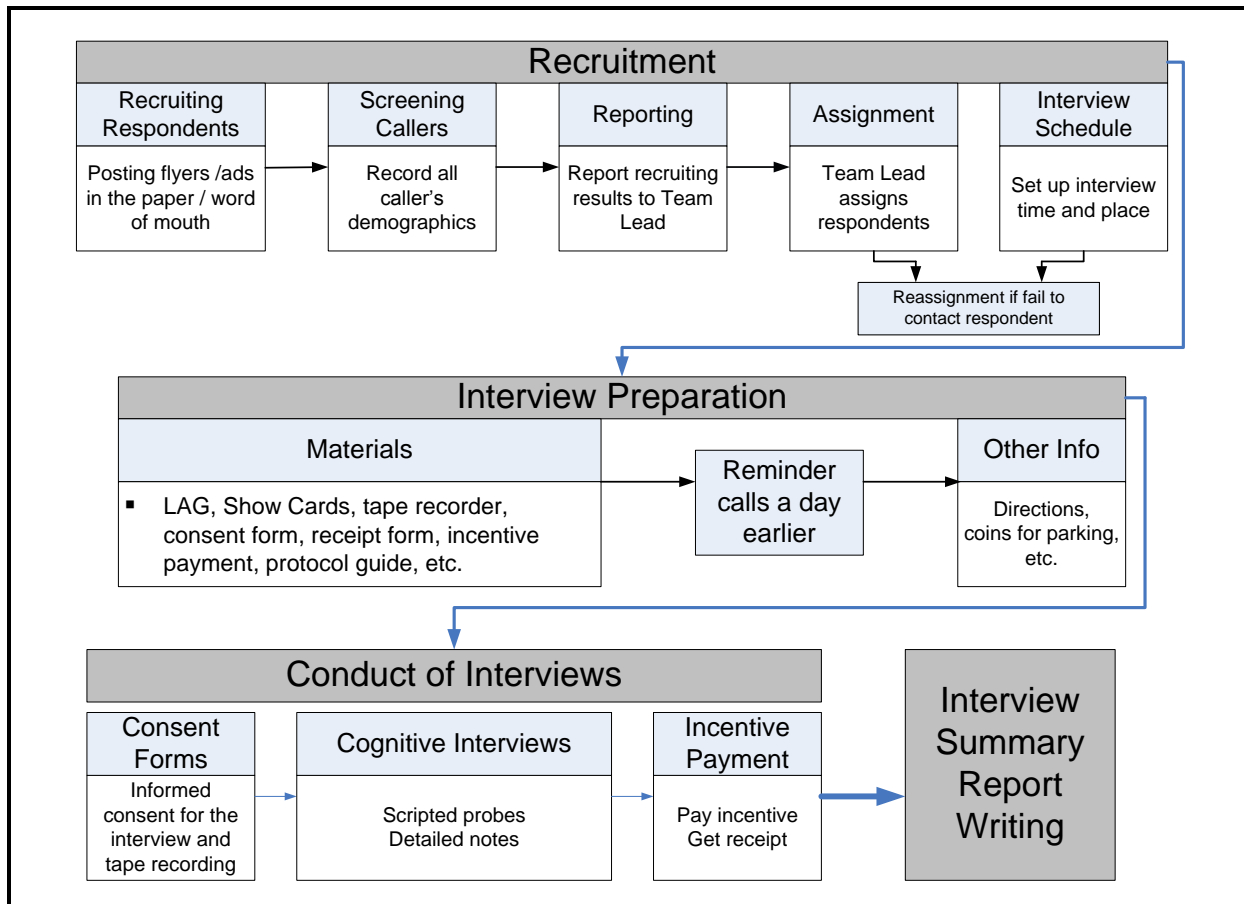 Recruitment
Recruiting
Respondents
Posting flyers /ads
in the paper / word
of mouth
Screening
Callers
Record all
caller's
demographics
Reporting
Report recruiting
results to Team
Lead
Assignment
Team Lead
assigns
respondents
Interview
Schedule
Set up interview
time and place
Reassignment if fail to
contact respondent
Interview Preparation
Materials
▪ LAG, Show Cards, tape recorder,
consent form, receipt form, incentive
payment, protocol guide, etc.
Reminder
calls a day
earlier
Other Info
Directions,
coins for parking,
etc.
Conduct of Interviews
Consent
Forms
Informed
consent for the
interview and
tape recording
Cognitive Interviews
Scripted probes
Detailed notes
Incentive
Payment
Pay incentive
Get receipt
Interview
Summary
Report
Writing